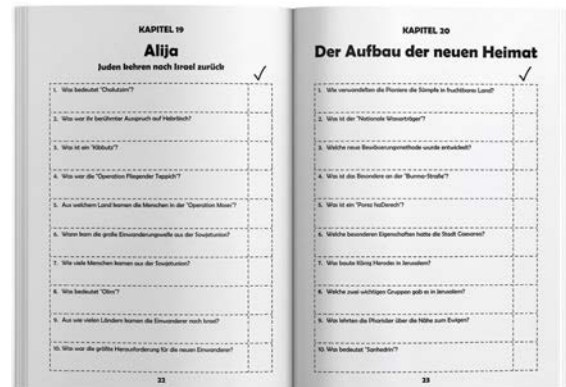 KAPITEL 19
Alija
Juden kehren nach Israel zurück
1. Was bedeutet "Chalutzim"?
2. Was war ihr berühmter Ausspruch auf Hebräisch?
3. Was ist ein "Kibbutz"?
4. Was war die "Operation Fliegender Teppich"?
5. Aus welchem Land kamen die Menschen in der "Operation Moses"?
6. Wann kam die große Einwanderungswelle aus der Sowjetunion?
7. Wie viele Menschen kamen aus der Sowjetunion?
8. Was bedeutet "Olim"?
9. Aus wie vielen Ländern kamen die Einwanderer nach Israel?
10. Was war die größte Herausforderung für die neuen Einwanderer?
22
KAPITEL 20
Der Aufbau der neuen Heimat
1. Wie verwandelten die Pioniere die Sümpfe in fruchtbares Land?
2. Was ist der "Nationale Wasserträger"?
3. Welche neue Bewässerungsmethode wurde entwickelt?
4. Was ist das Besondere an der "Burma-Straße"?
5. Was ist ein "Parsa haDerech"?
6. Welche besonderen Eigenschaften hatte die Stadt Caesarea?
7. Was baute König Herodes in Jerusalem?
8. Welche zwei wichtigen Gruppen gab es in Jerusalem?
9. Was lehrten die Pharisäer über die Nähe zum Ewigen?
10. Was bedeutet "Sanhedrin"?
23